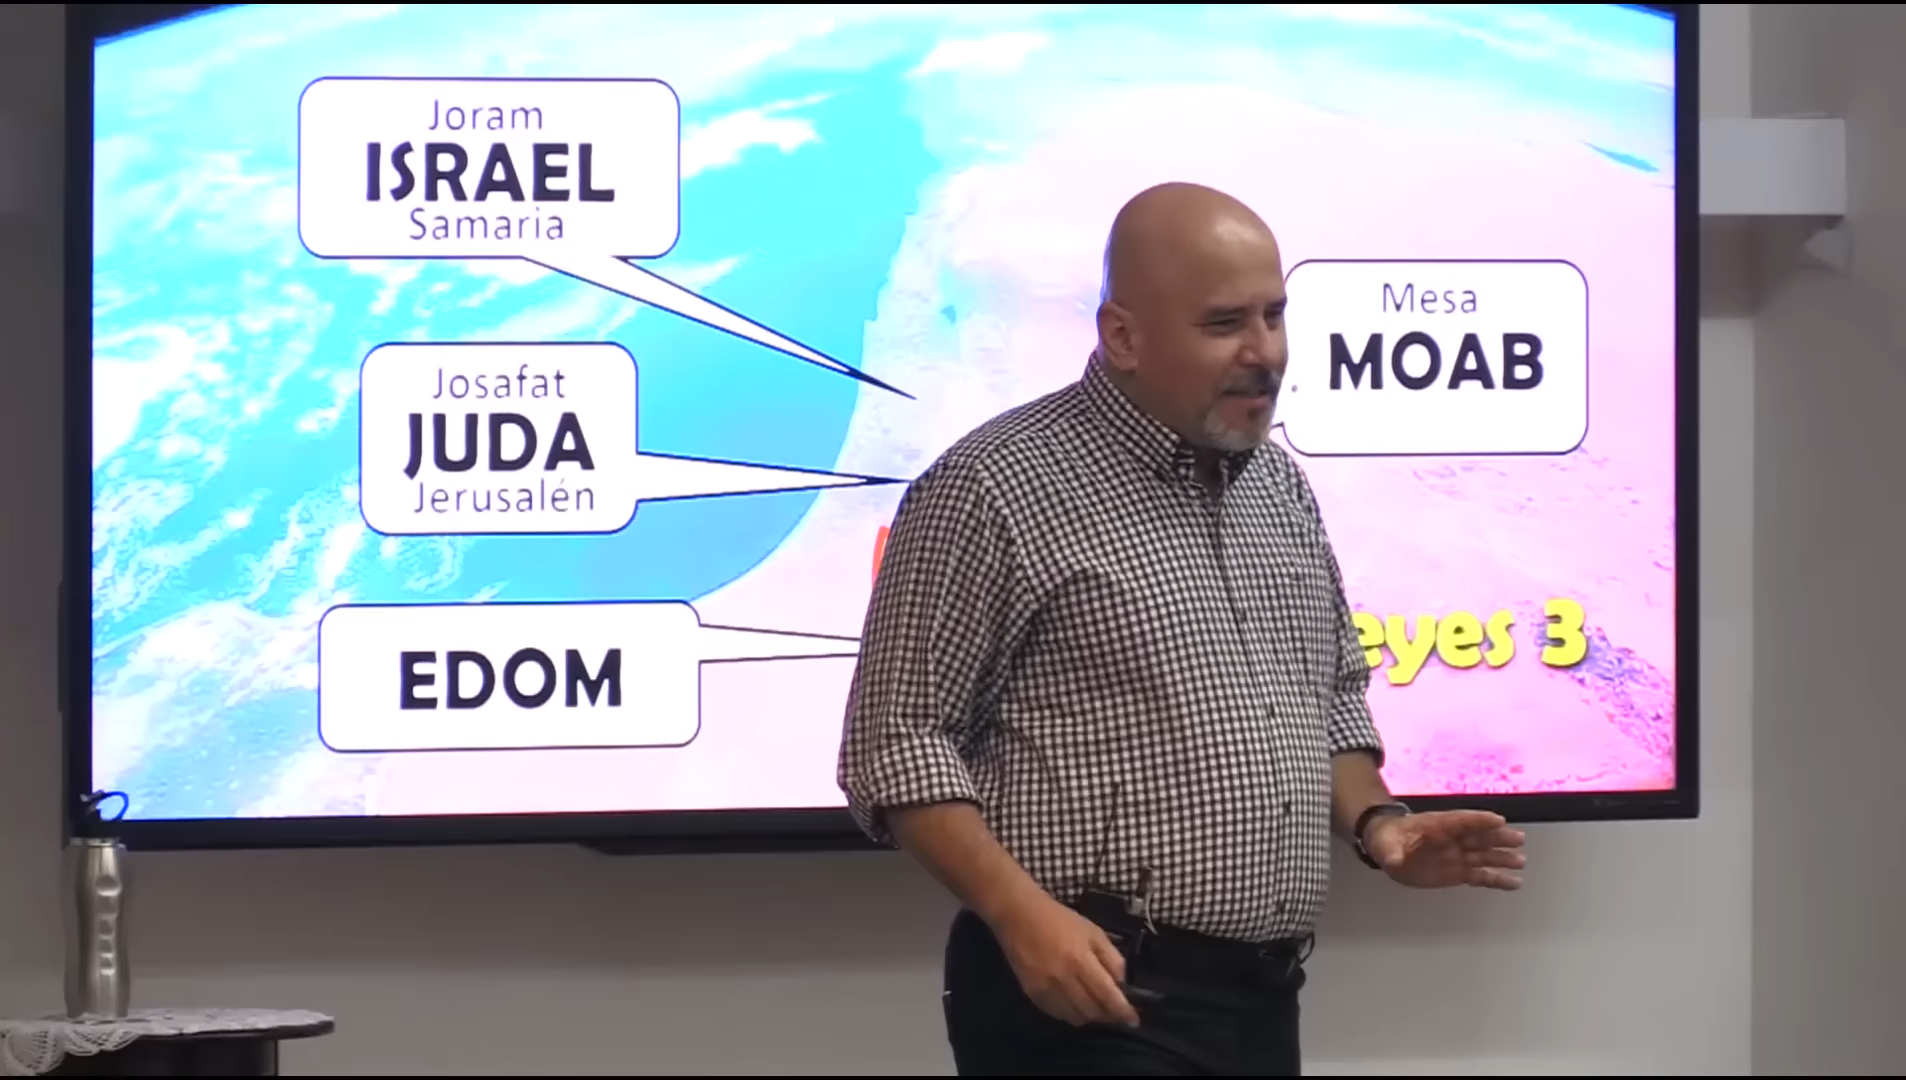 Joram
ISRAEL
Samaria
Mesa
MOAB
Josafat
JUDA
Jerusalén
EDOM
eyes 3